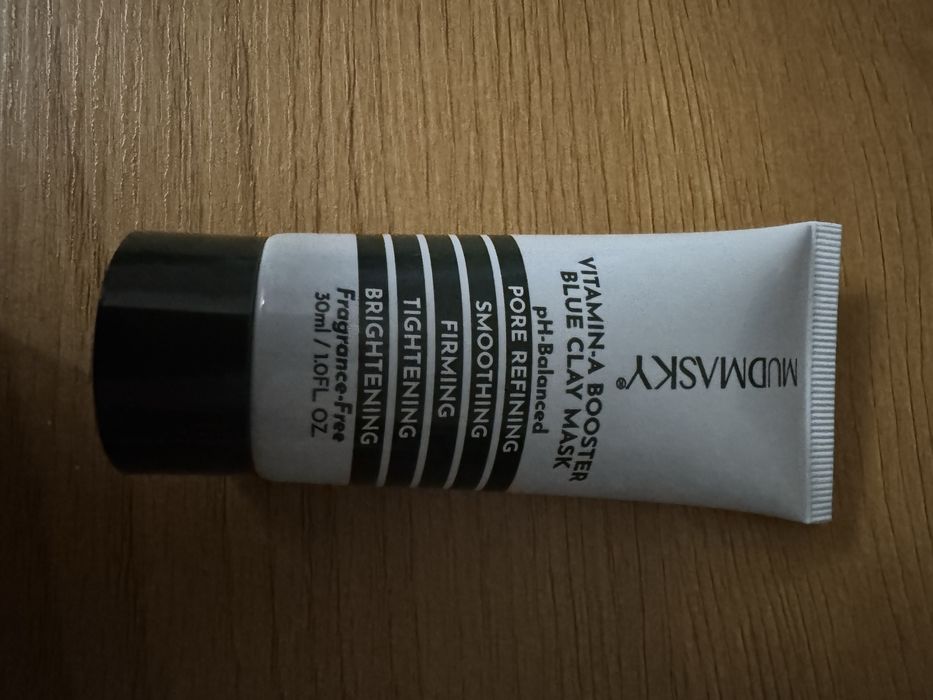 MUDMASKY®
VITAMIN-A BOOSTER
BLUE CLAY MASK
pH-Balanced
PORE REFINING
SMOOTHING
FIRMING
TIGHTENING
BRIGHTENING
Fragrance-Free
30ml / 1.0FL. OZ.